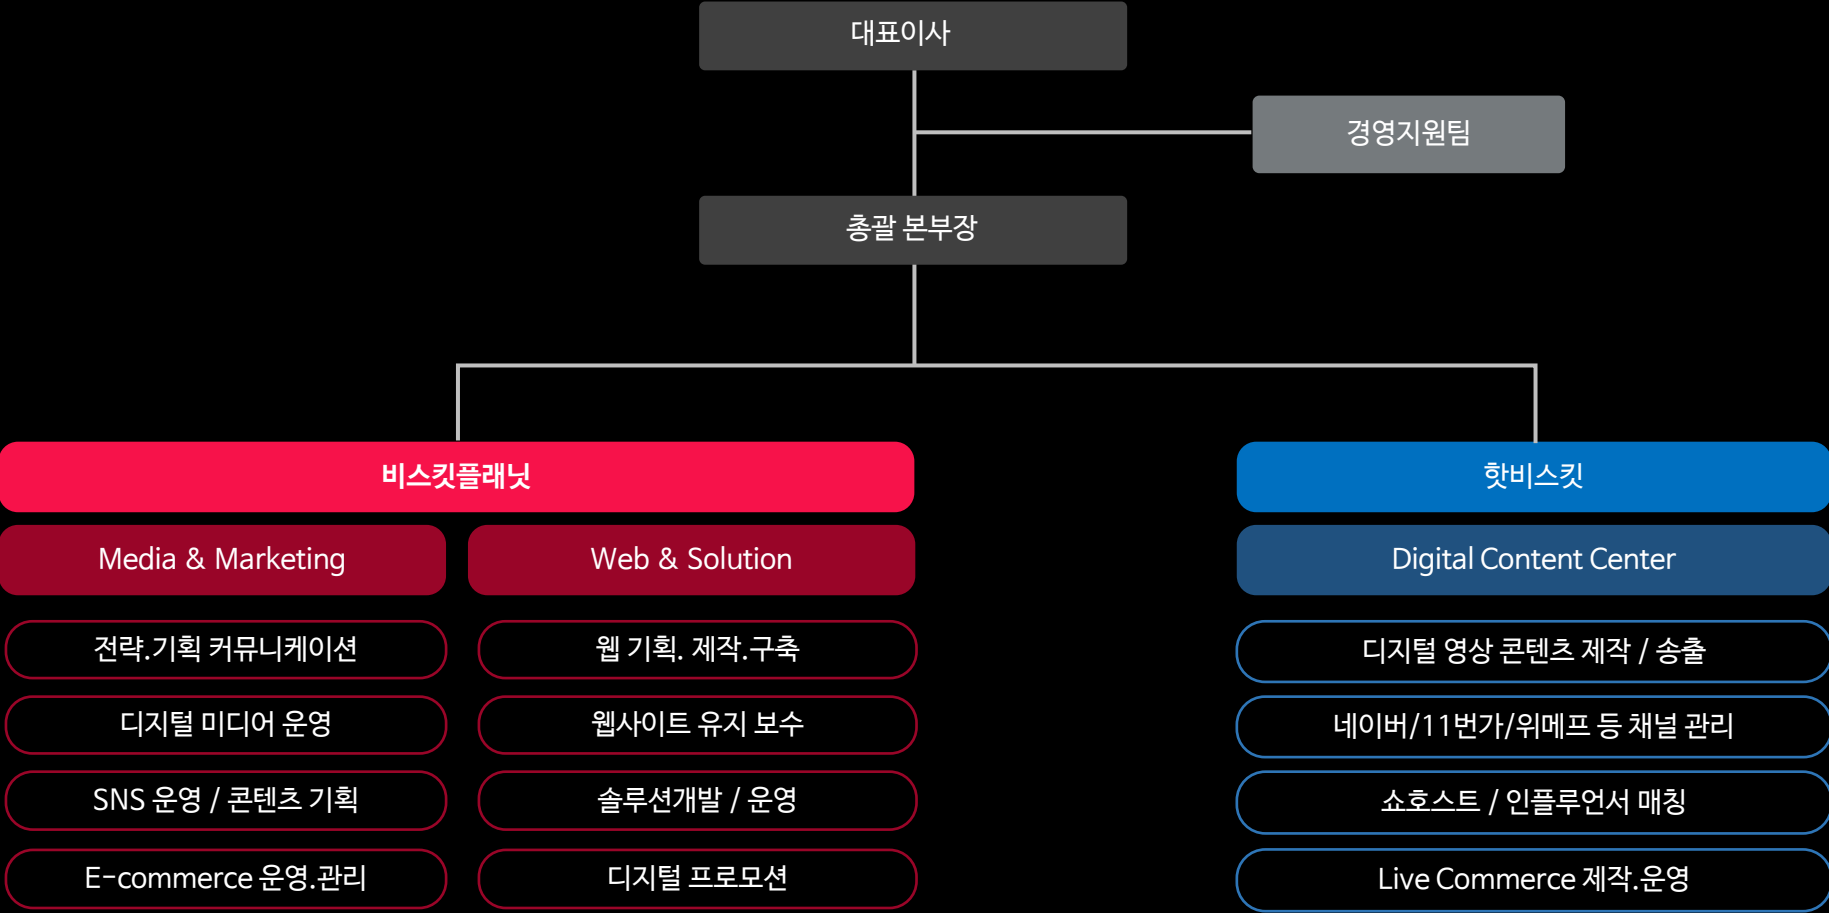 대표이사
경영지원팀
총괄 본부장
비스킷플래닛
핫비스킷
Media & Marketing
Web & Solution
Digital Content Center
전략.기획 커뮤니케이션
웹 기획. 제작.구축
디지털 영상 콘텐츠 제작 / 송출
디지털 미디어 운영
웹사이트 유지 보수
네이버/11번가/위메프 등 채널 관리
SNS 운영 / 콘텐츠 기획
솔루션개발 / 운영
쇼호스트 / 인플루언서 매칭
E-commerce 운영.관리
디지털 프로모션
Live Commerce 제작.운영